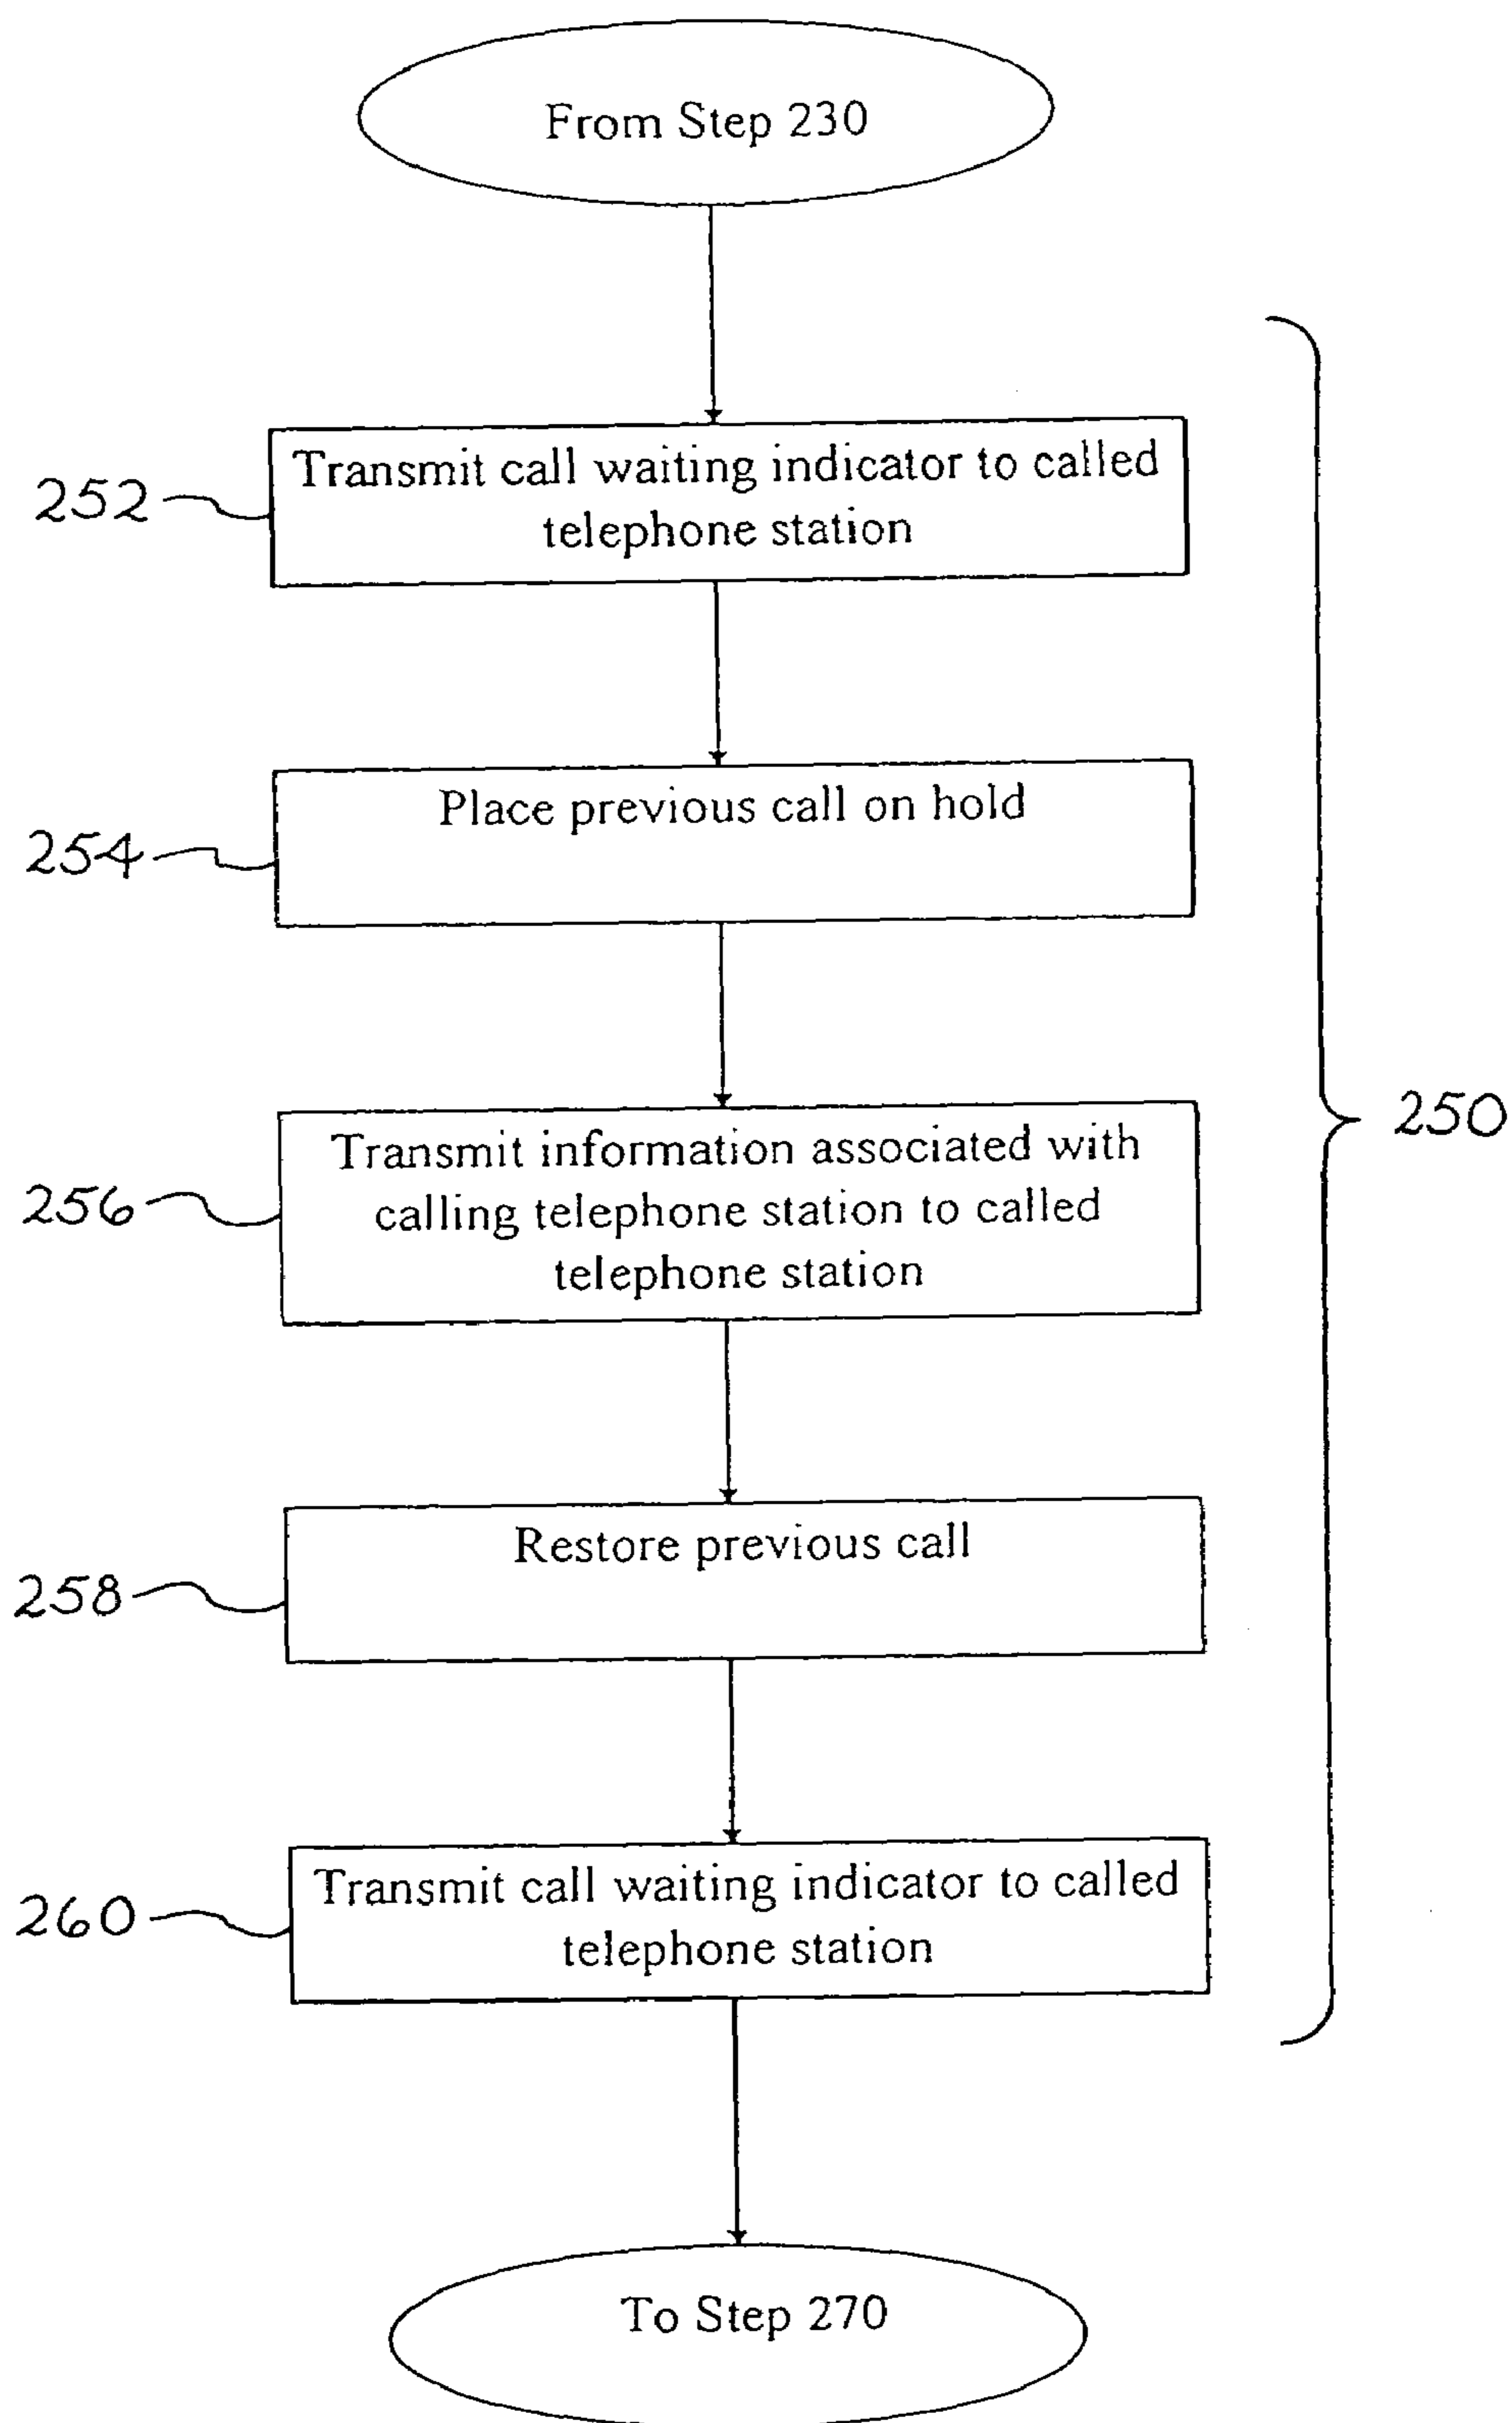 From Step 230
252
Transmit call waiting indicator to called
telephone station
254
Place previous call on hold
256
Transmit information associated with
calling telephone station to called
telephone station
250
258
Restore previous call
260
Transmit call waiting indicator to called
telephone station
To Step 270